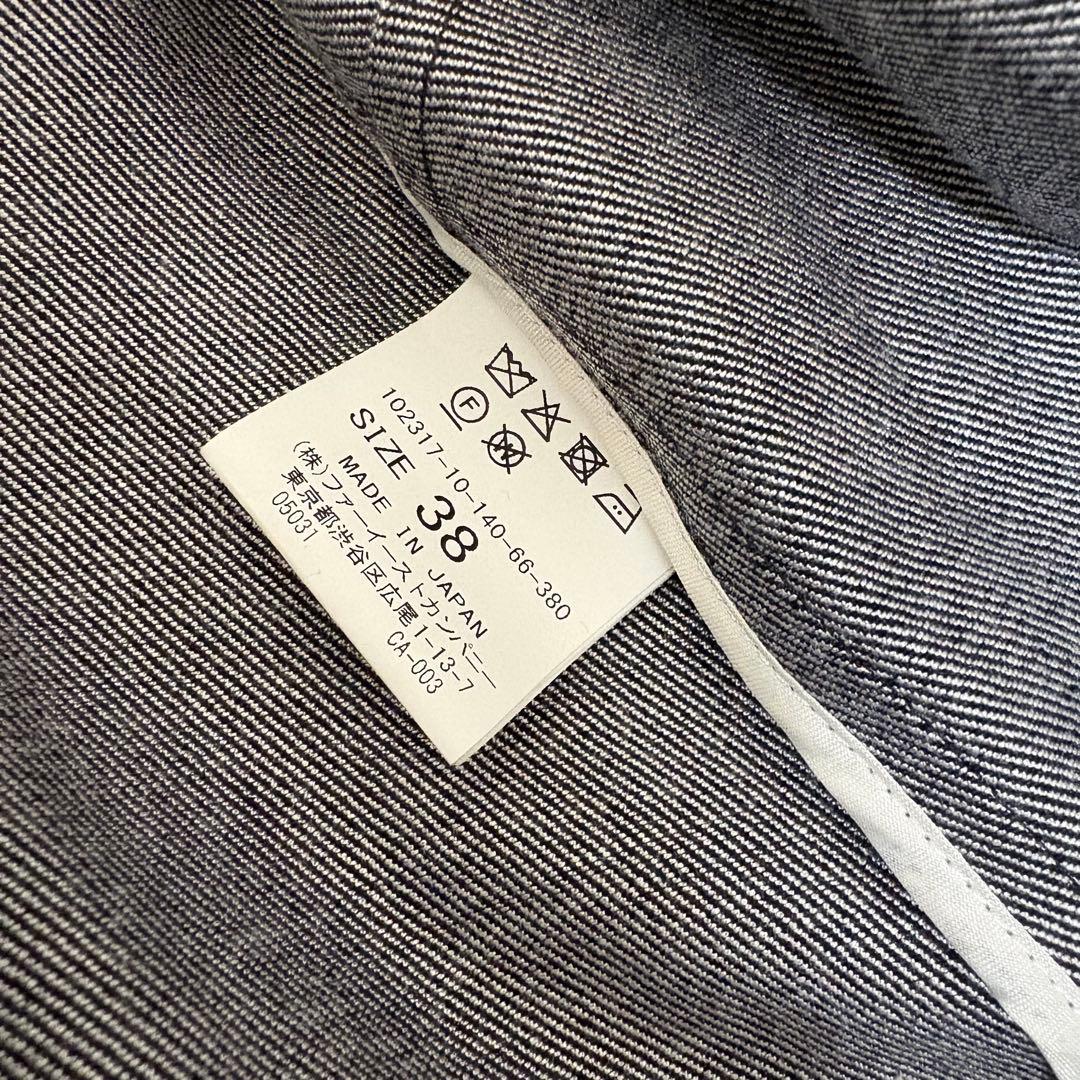 F
W
102317-10-140-66-380
SIZE 38
MADE IN JAPAN
(株)ファーイーストカンパニー
東京都渋谷区広尾1-13-7
05031 CA-003